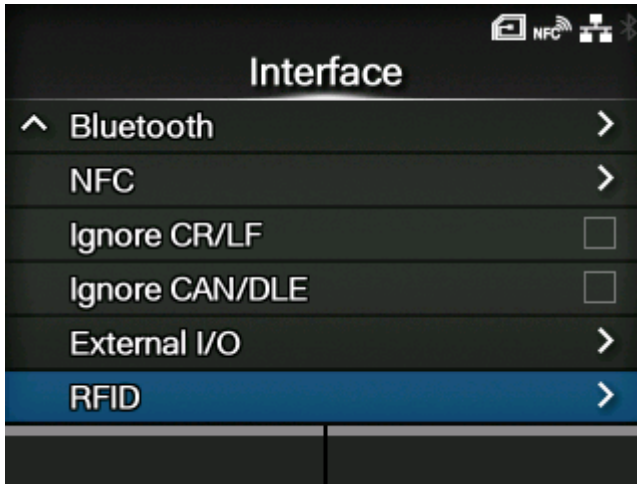 NFC
Interface
Bluetooth
NFC
Ignore CR/LF
Ignore CAN/DLE
External I/O
RFID